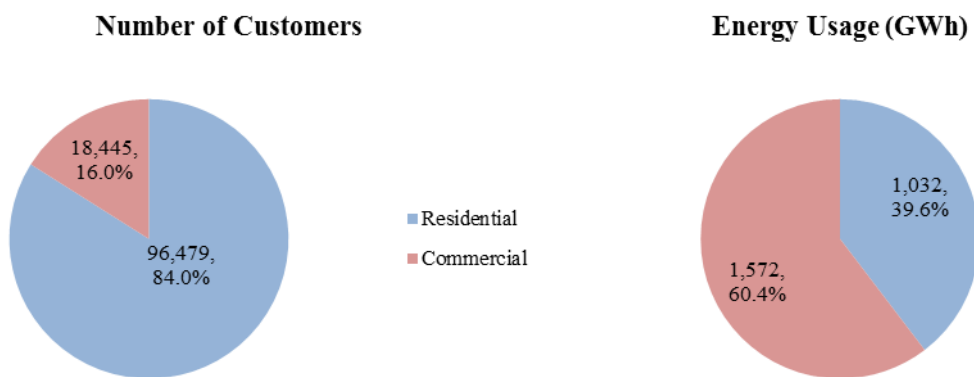 Number of Customers
18,445,
16.0%
96,479,
84.0%
Residential
Commercial
Energy Usage (GWh)
1,032,
39.6%
1,572,
60.4%